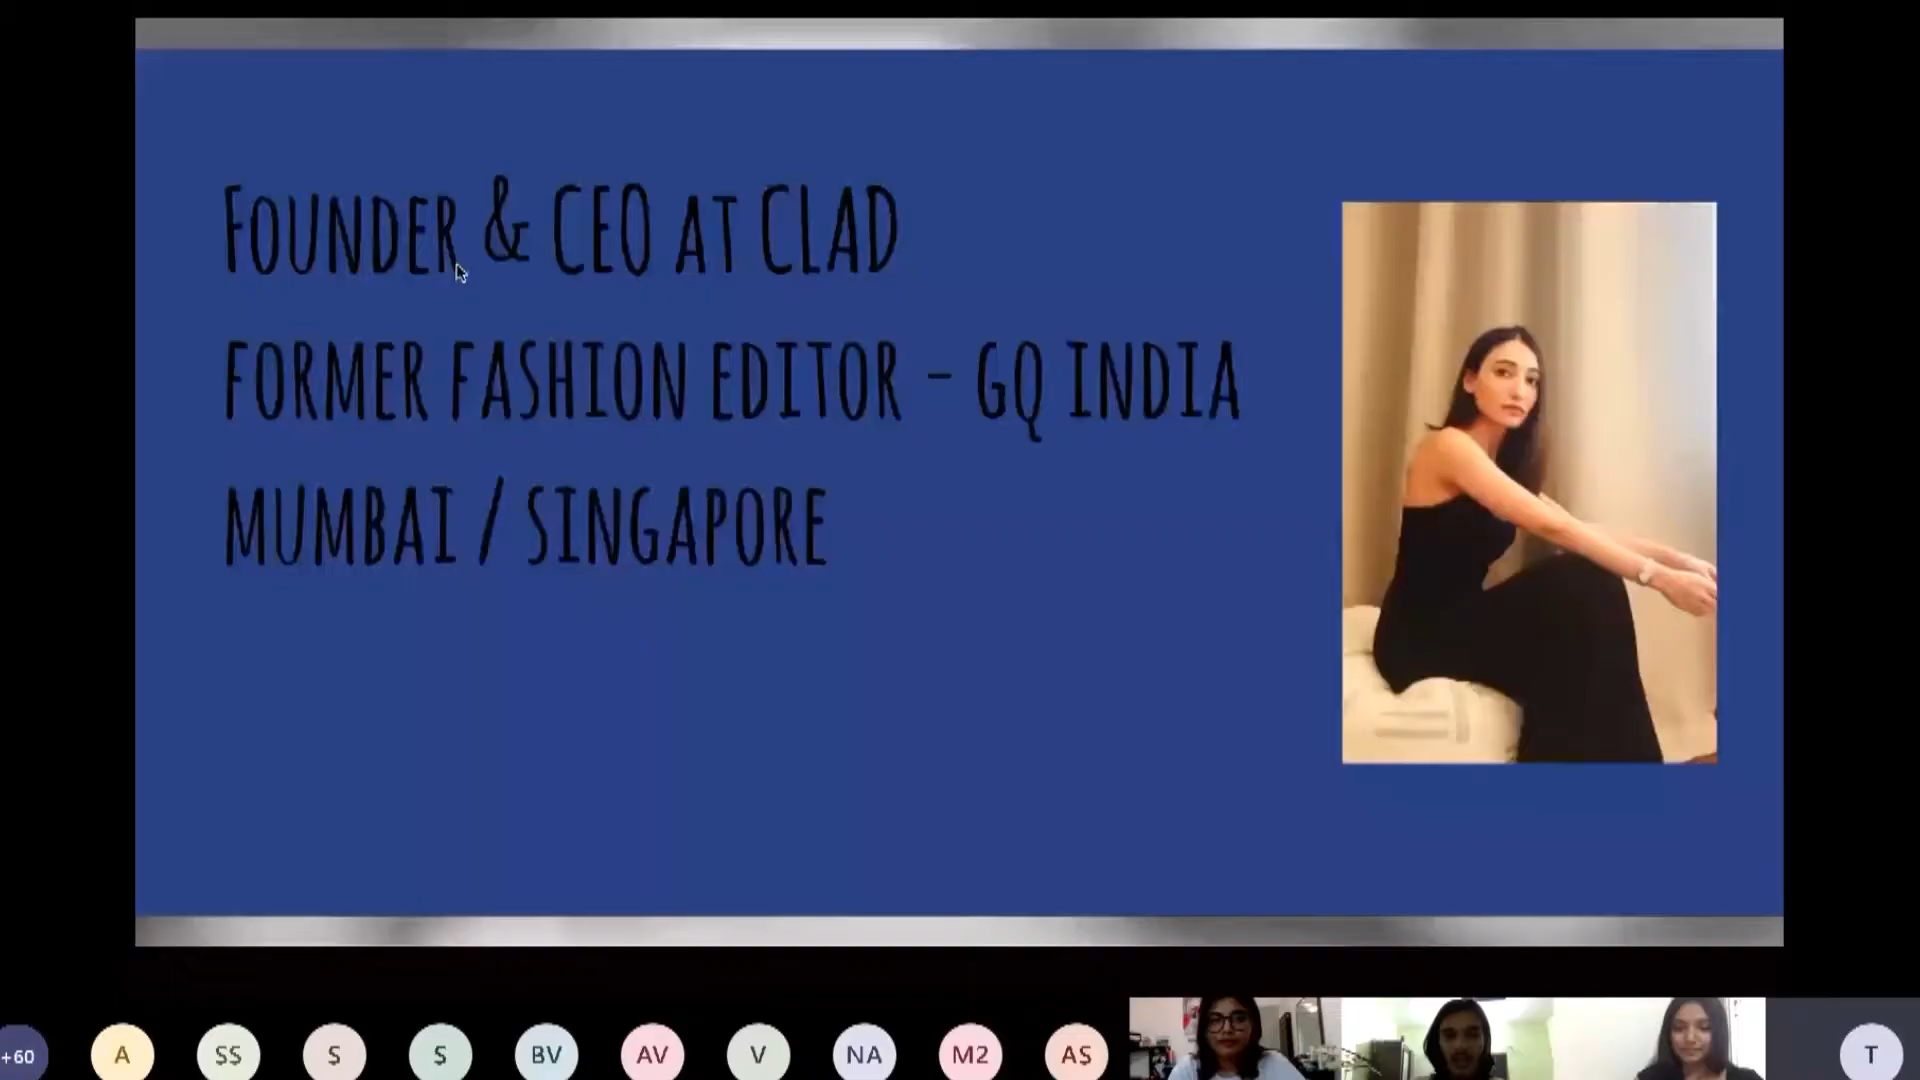 FOUNDER & CEO AT CLAD
FORMER FASHION EDITOR - GQ INDIA
MUMBAI / SINGAPORE
+60
A
SS
S
S
BV
AV
V
NA
M2
AS
T